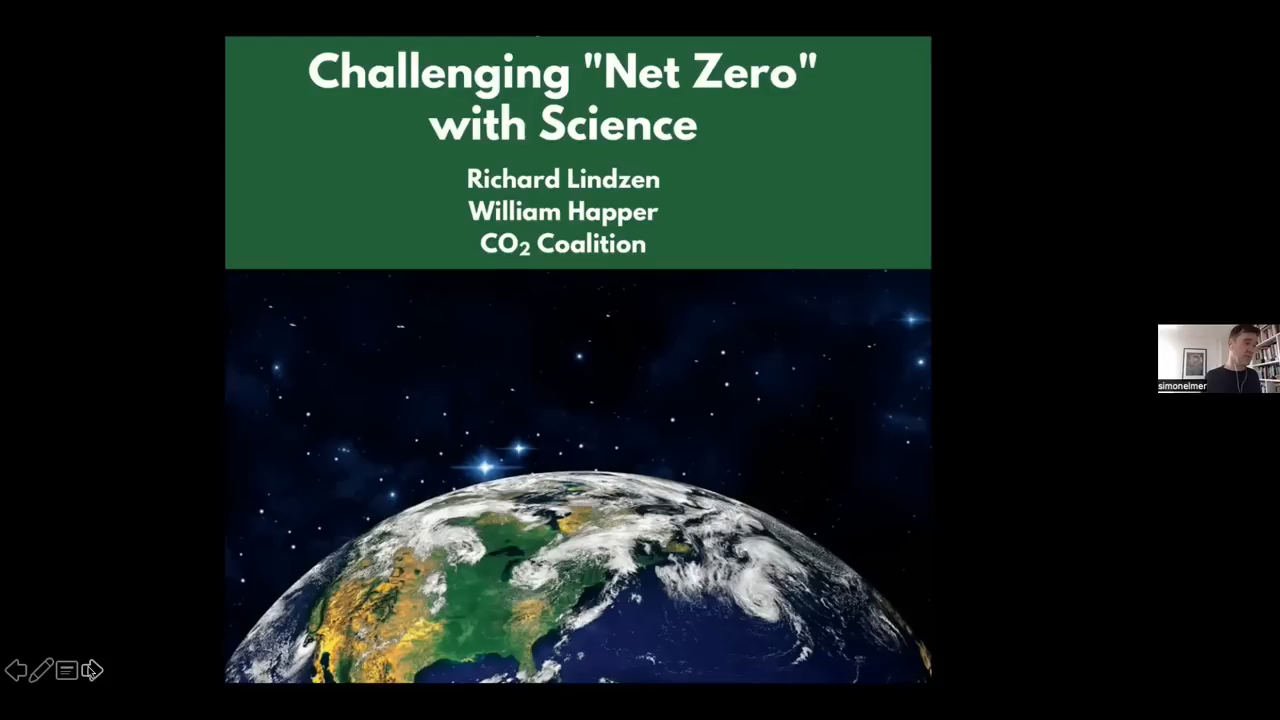 Challenging "Net Zero"
with Science
Richard Lindzen
William Happer
CO₂ Coalition
simonelmer